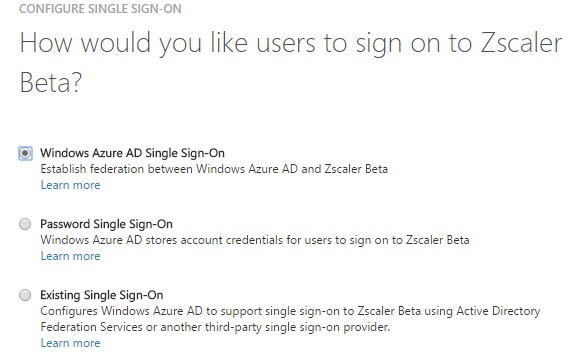 CONFIGURE SINGLE SIGN-ON
How would you like users to sign on to Zscaler
Beta?
Windows Azure AD Single Sign-On
Establish federation between Windows Azure AD and Zscaler Beta
Learn more
Password Single Sign-On
Windows Azure AD stores account credentials for users to sign on to Zscaler Beta
Learn more
Existing Single Sign-On
Configures Windows Azure AD to support single sign-on to Zscaler Beta using Active Directory
Federation Services or another third-party single sign-on provider.
Learn more